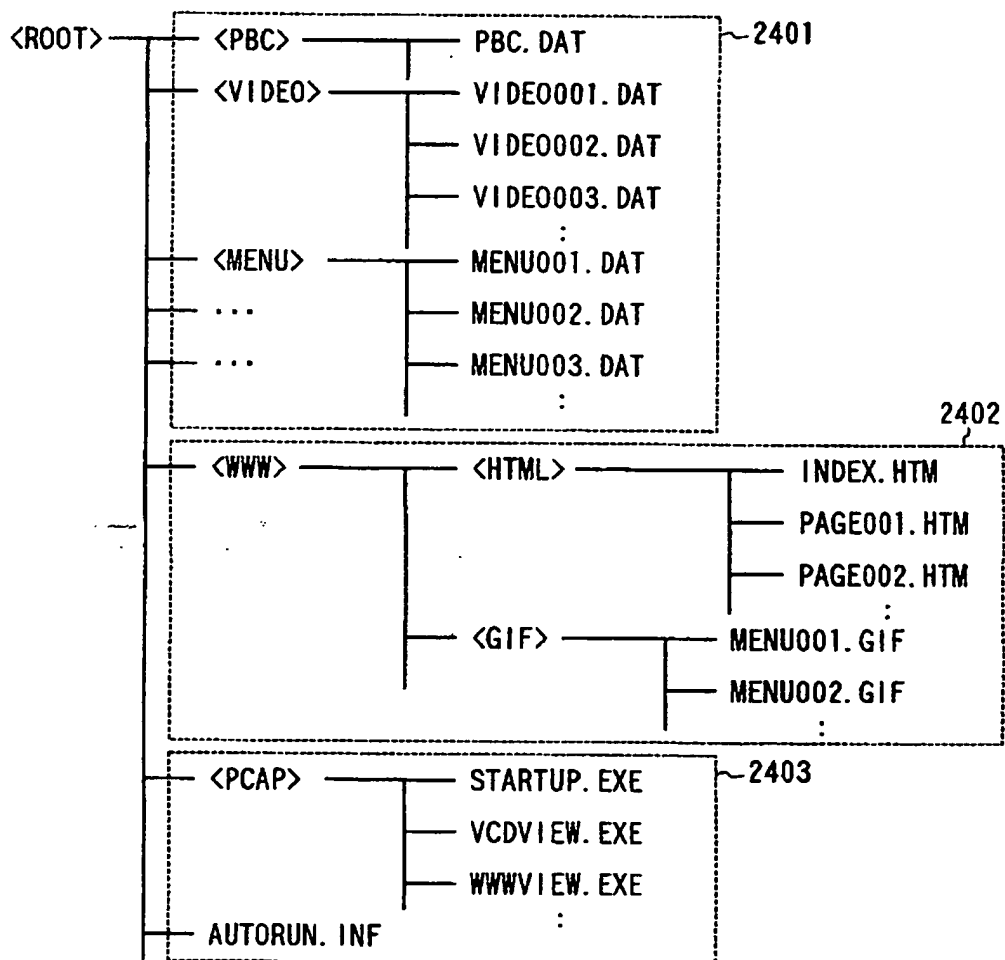 <ROOT> <PBC> PBC.DAT 2401
<VIDEO> VIDEO001.DAT
VIDEO002.DAT
VIDEO003.DAT
:
<MENU> MENU001.DAT
... MENU002.DAT
... MENU003.DAT
:
2402
<WWW> <HTML> INDEX.HTM
PAGE001.HTM
PAGE002.HTM
:
<GIF> MENU001.GIF
MENU002.GIF
:
<PCAP> STARTUP.EXE 2403
VCDVIEW.EXE
WWWVIEW.EXE
:
AUTORUN.INF